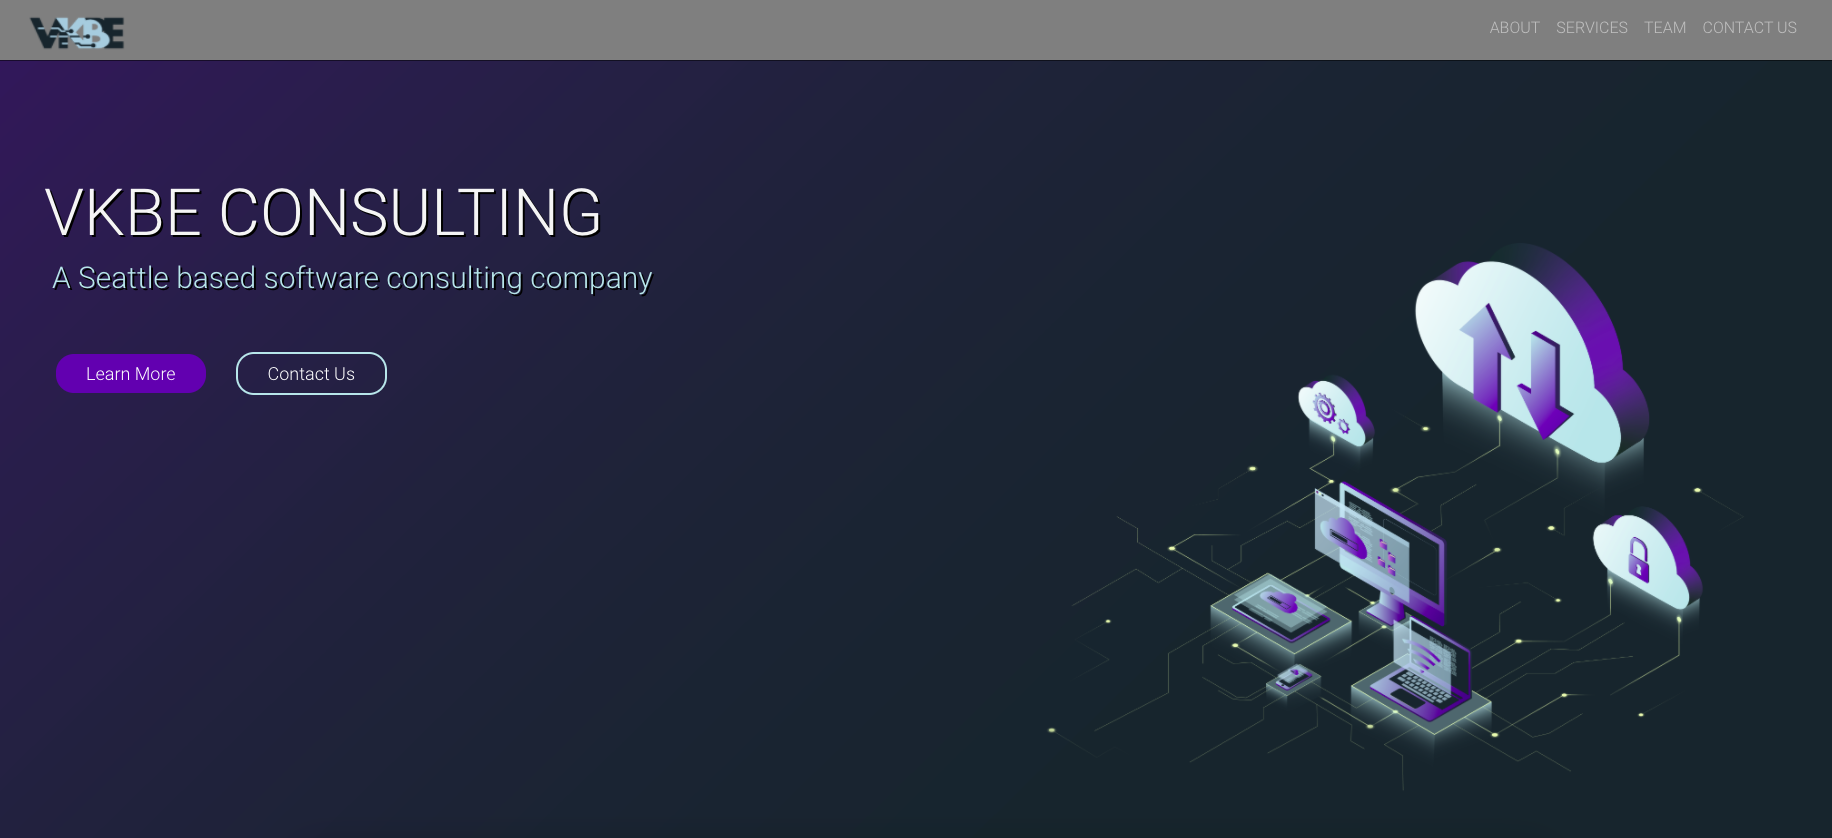 VKBE
ABOUT SERVICES TEAM CONTACT US
VKBE CONSULTING
A Seattle based software consulting company
Learn More Contact Us